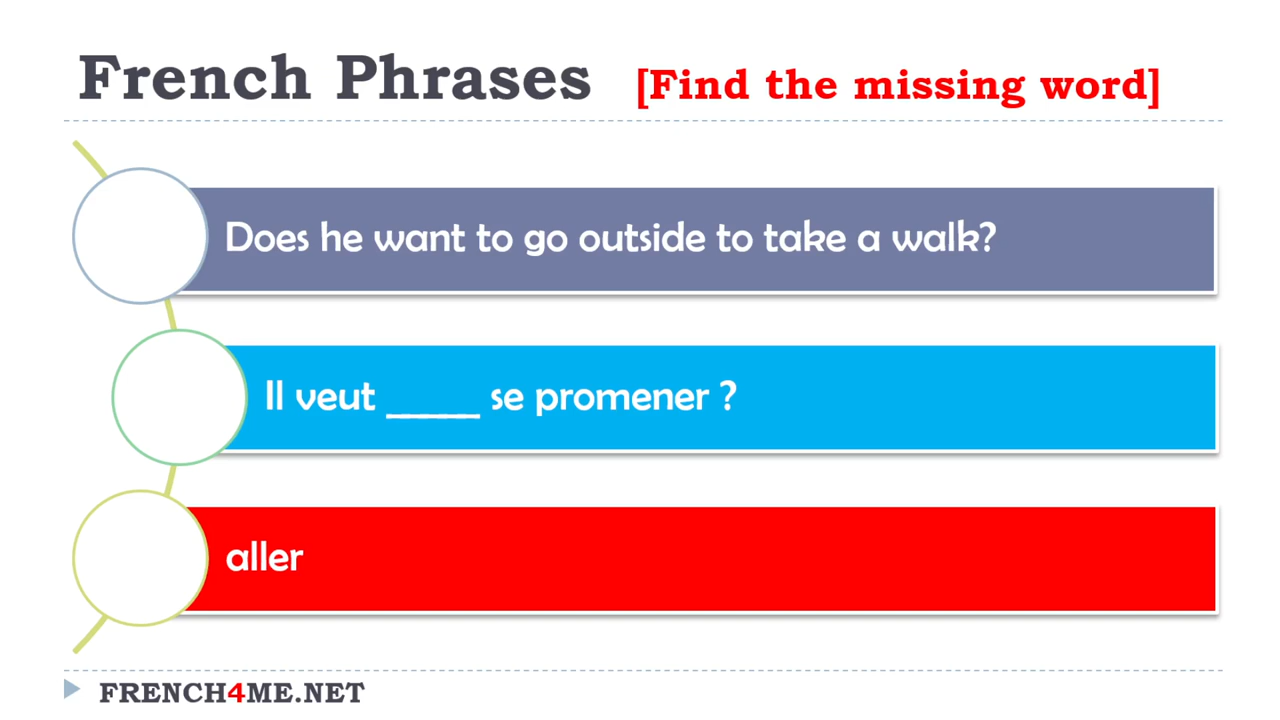 French Phrases [Find the missing word]
Does he want to go outside to take a walk?
Il veut _____ se promener ?
aller
FRENCH4ME.NET